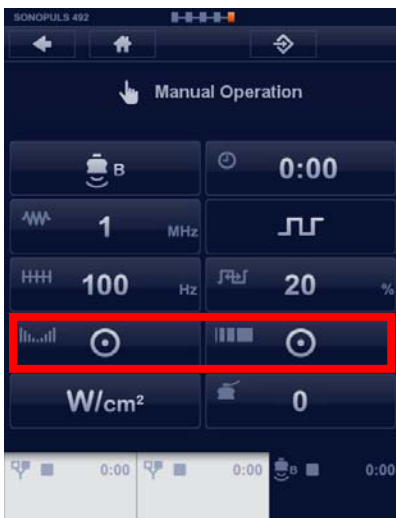 SONOPULS 492
Manual Operation
B 0:00
1 MHz
100 Hz 20 %
W/cm² 0
0:00 0:00 B 0:00